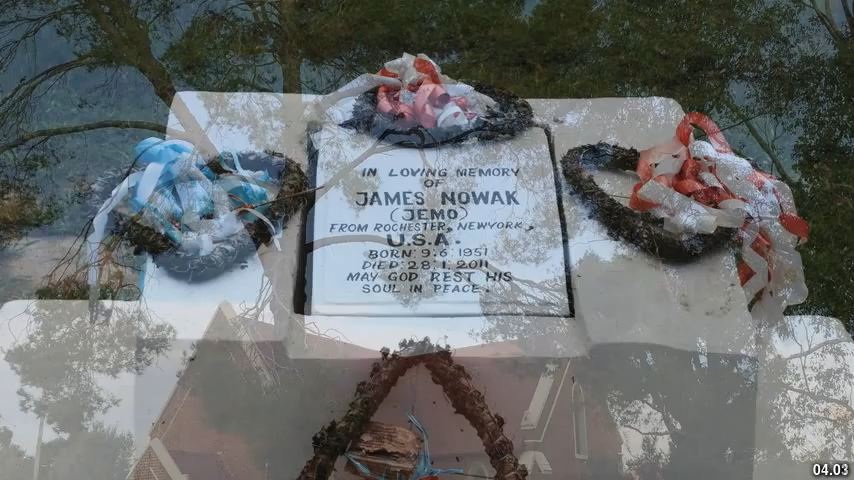 IN LOVING MEMORY
OF
JAMES NOWAK
(JEMO)
FROM ROCHESTER, NEWYORK,
U.S.A.
BORN: 9.6.1951
DIED: 28.1.2011
MAY GOD REST HIS
SOUL IN PEACE.
04.03